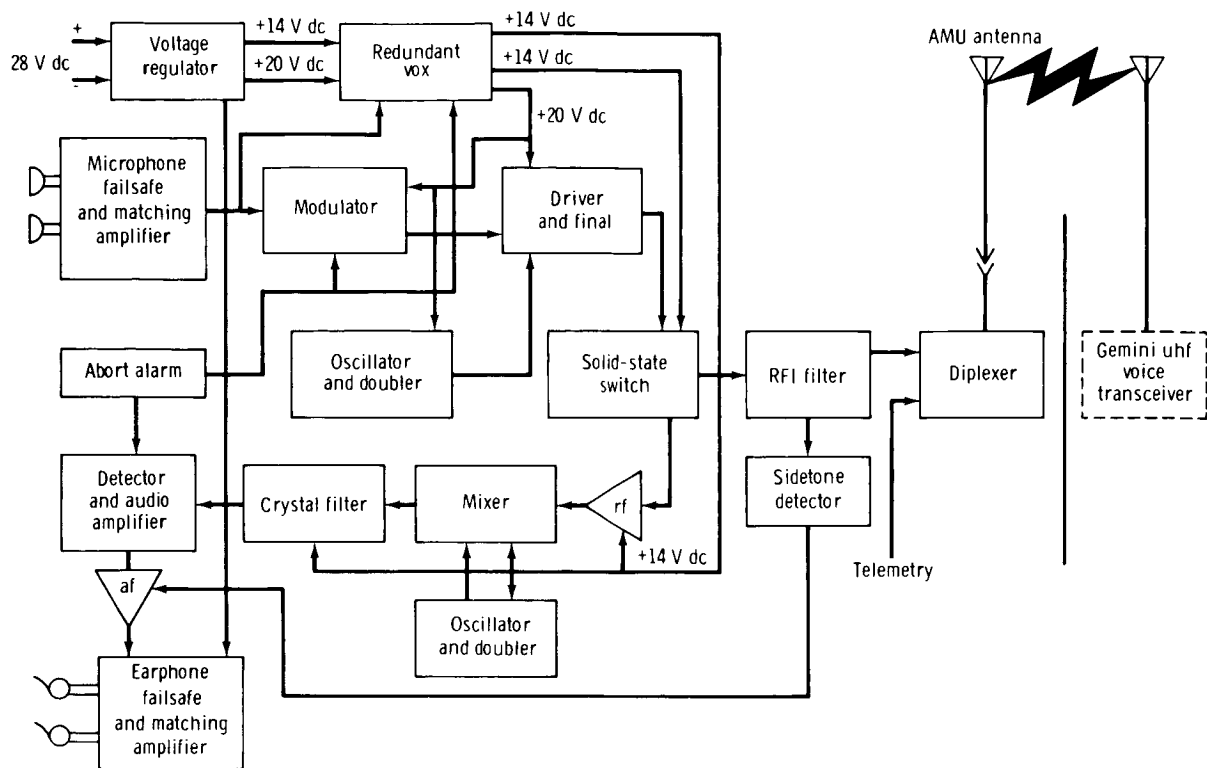 +14 V dc
+14 V dc
AMU antenna
+
28 V dc
-
Voltage
regulator
+20 V dc
Redundant
vox
+14 V dc
+20 V dc
Microphone
failsafe
and matching
amplifier
Modulator
Driver
and final
Abort alarm
Oscillator
and doubler
Solid-state
switch
RFI filter
Diplexer
Gemini uhf
voice
transceiver
Detector
and audio
amplifier
Crystal filter
Mixer
rf
Sidetone
detector
+14 V dc
Telemetry
af
Oscillator
and doubler
Earphone
failsafe
and matching
amplifier